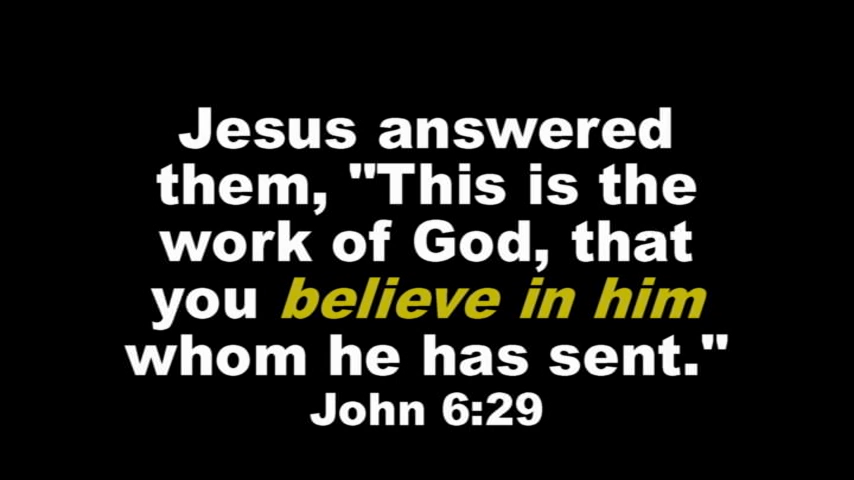 Jesus answered
them, "This is the
work of God, that
you believe in him
whom he has sent."
John 6:29